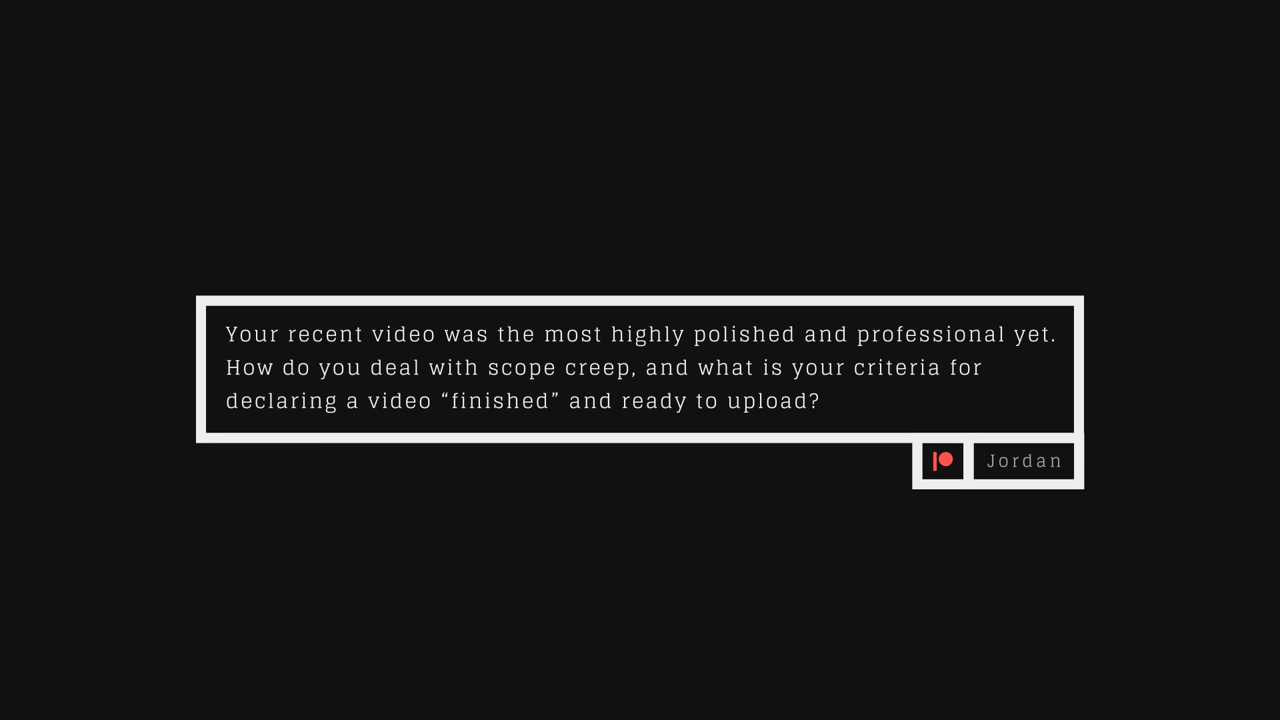 Your recent video was the most highly polished and professional yet.
How do you deal with scope creep, and what is your criteria for
declaring a video “finished” and ready to upload?
Jordan